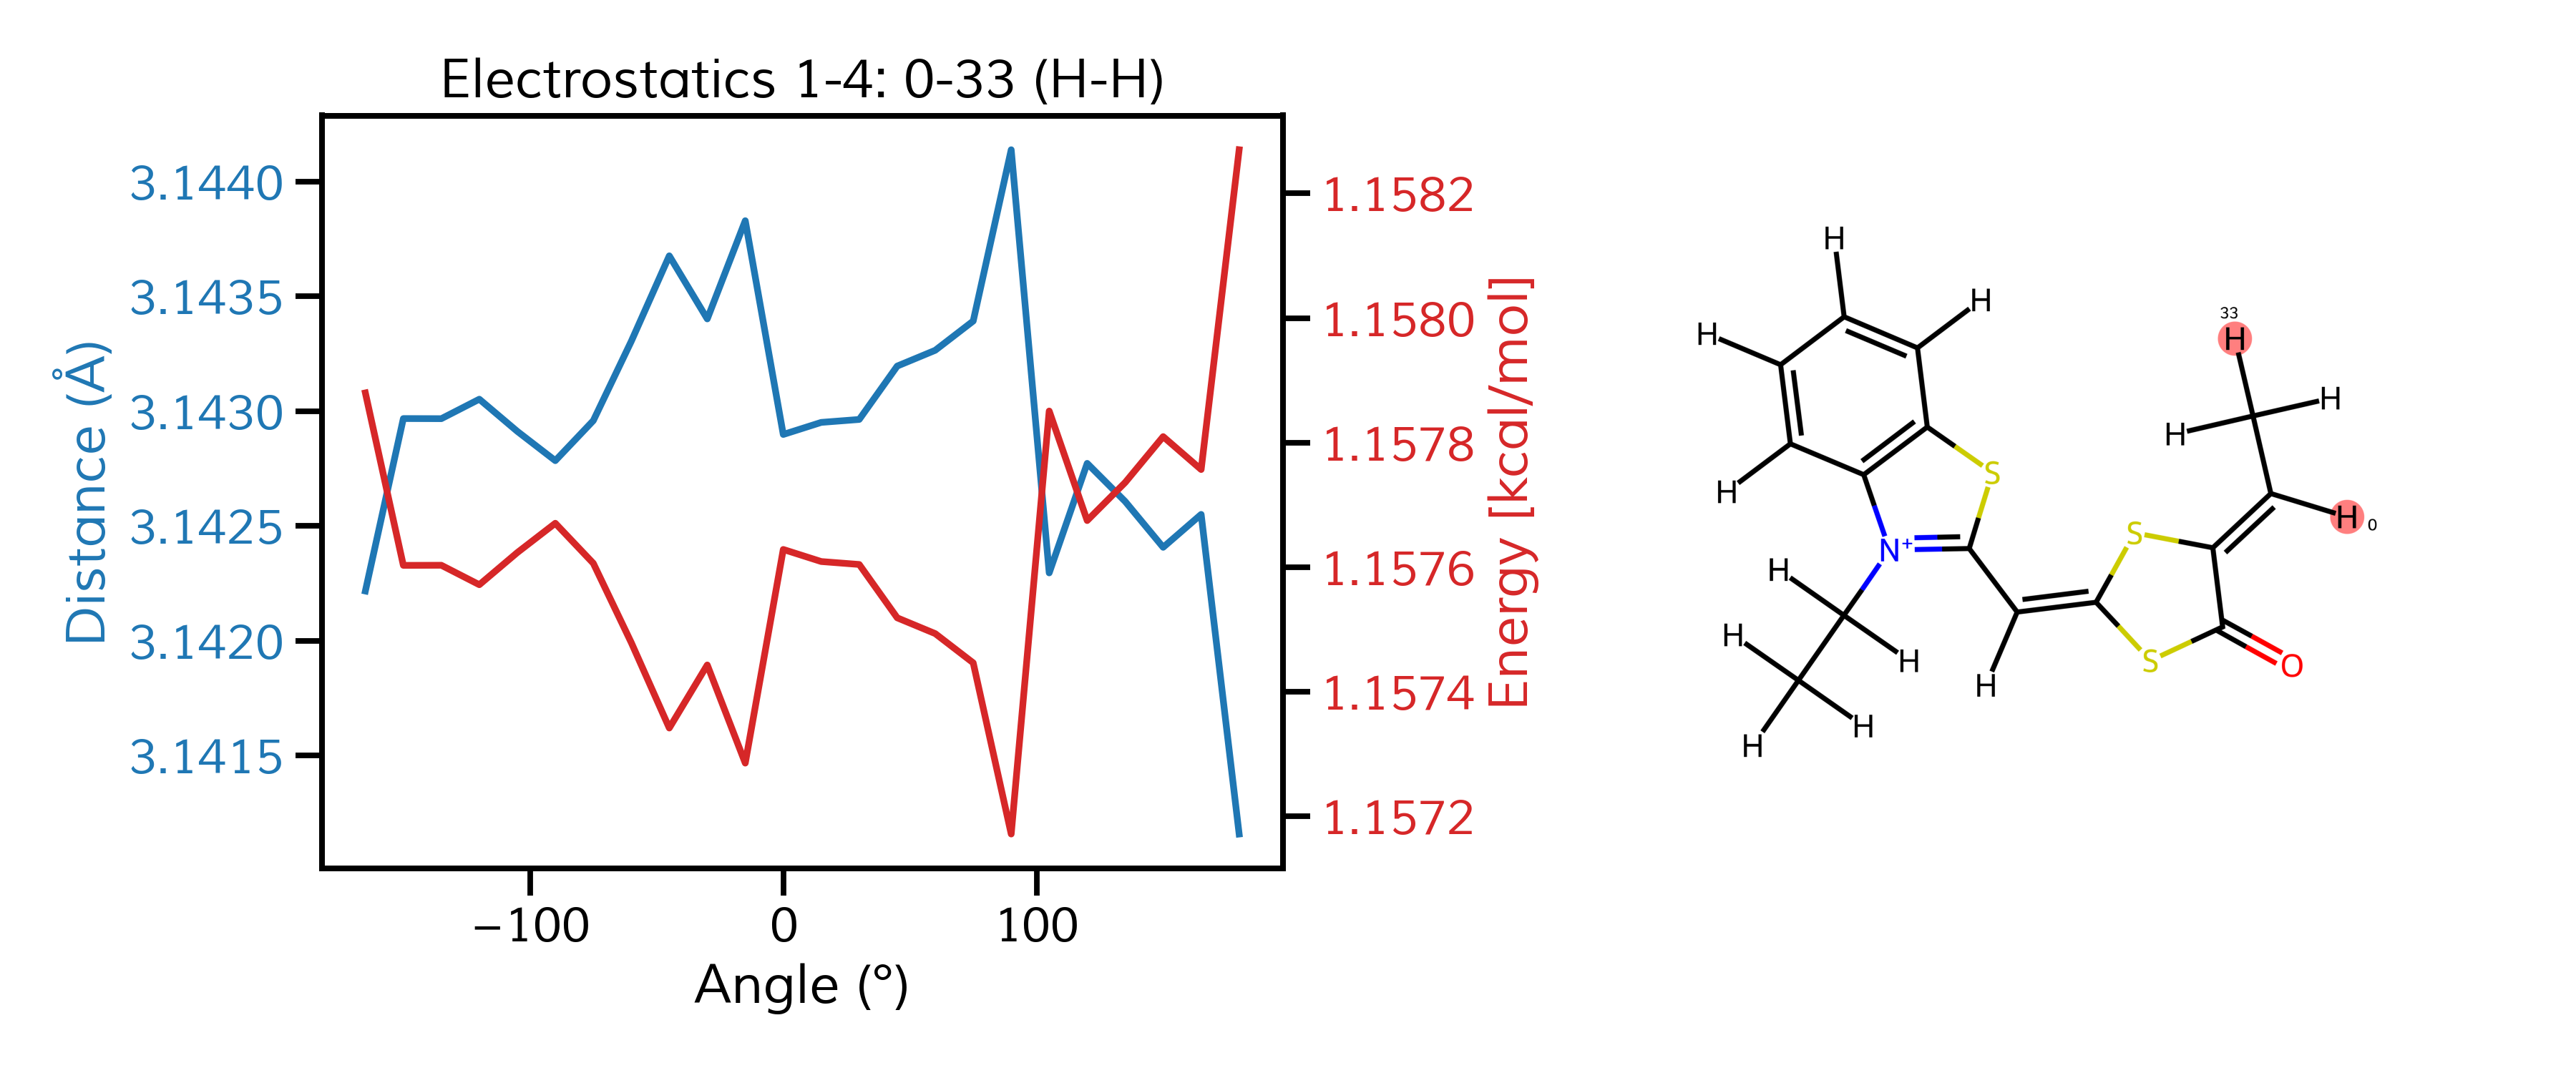 Electrostatics 1-4: 0-33 (H-H)
Distance (Å)
3.1440
3.1435
3.1430
3.1425
3.1420
3.1415
1.1582
1.1580
1.1578
1.1576
1.1574
1.1572
Energy [kcal/mol]
−100 0 100
Angle (°)
H
H
H
33
H
H
H
H
S
H
H 0
S
N+
H
H
H
S
O
H
H
H